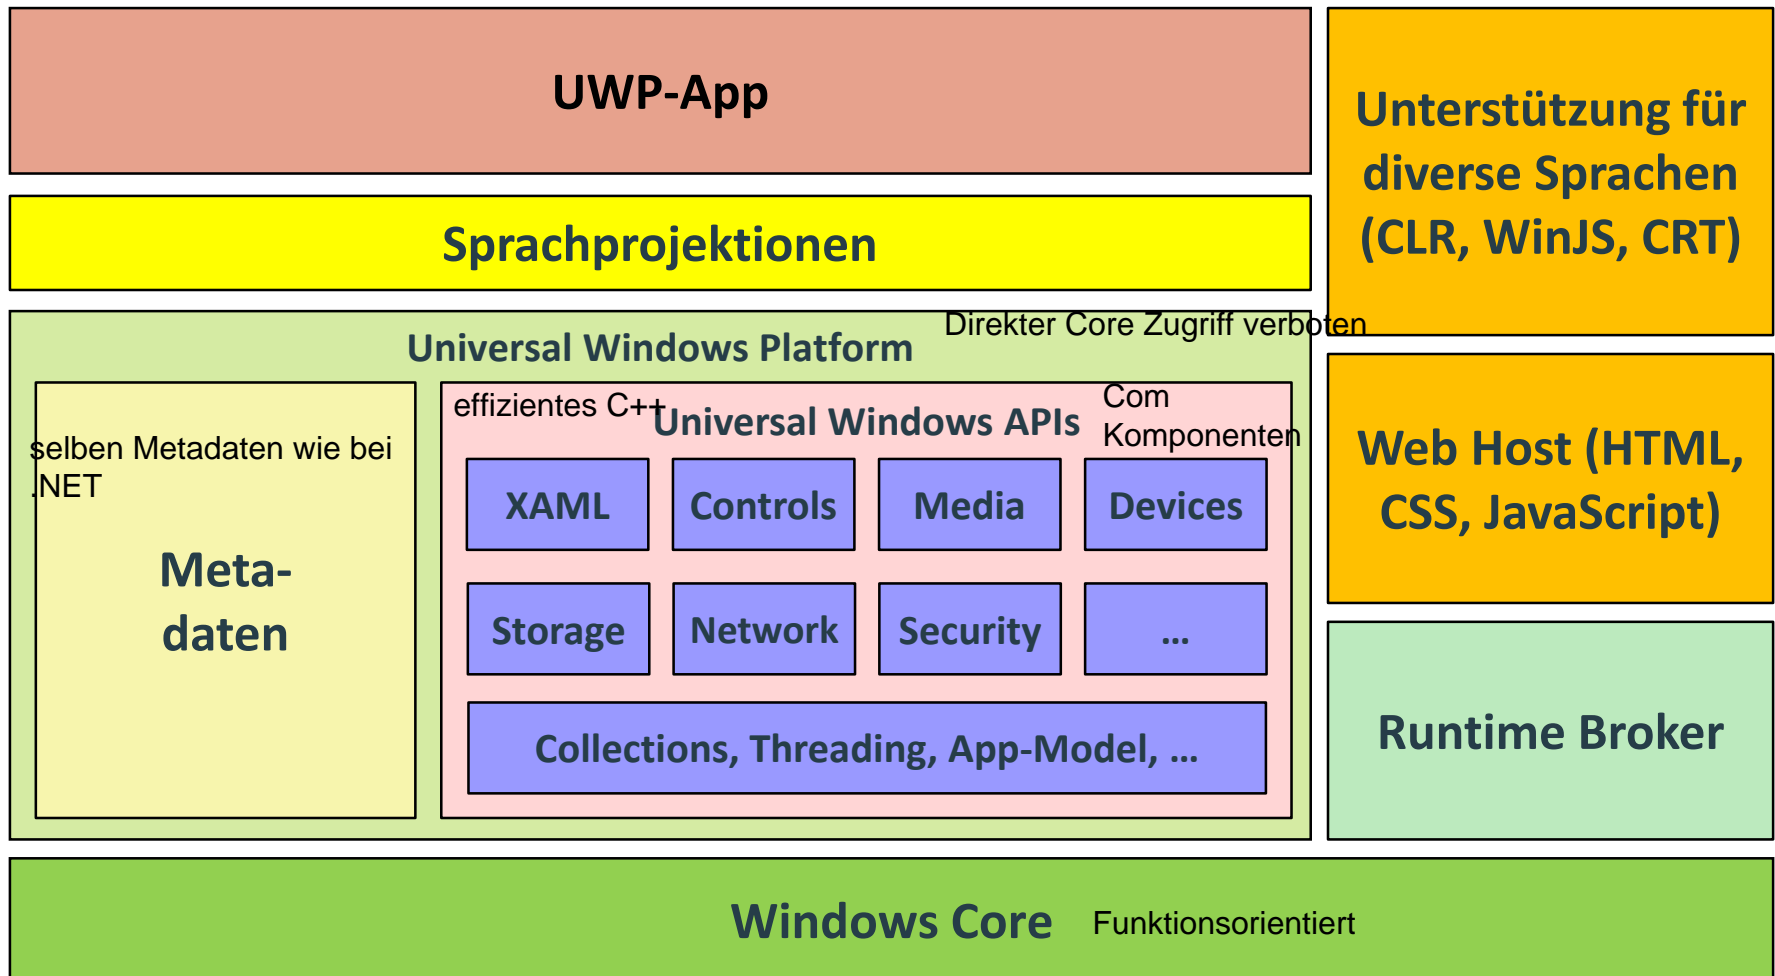 UWP-App
Sprachprojektionen
Unterstützung für
diverse Sprachen
(CLR, WinJS, CRT)
Direkter Core Zugriff verboten
Universal Windows Platform
selben Metadaten wie bei
.NET
Meta-
daten
effizientes C++
Universal Windows APIs
Com
Komponenten
XAML
Controls
Media
Devices
Storage
Network
Security
...
Collections, Threading, App-Model, ...
Web Host (HTML,
CSS, JavaScript)
Runtime Broker
Windows Core
Funktionsorientiert